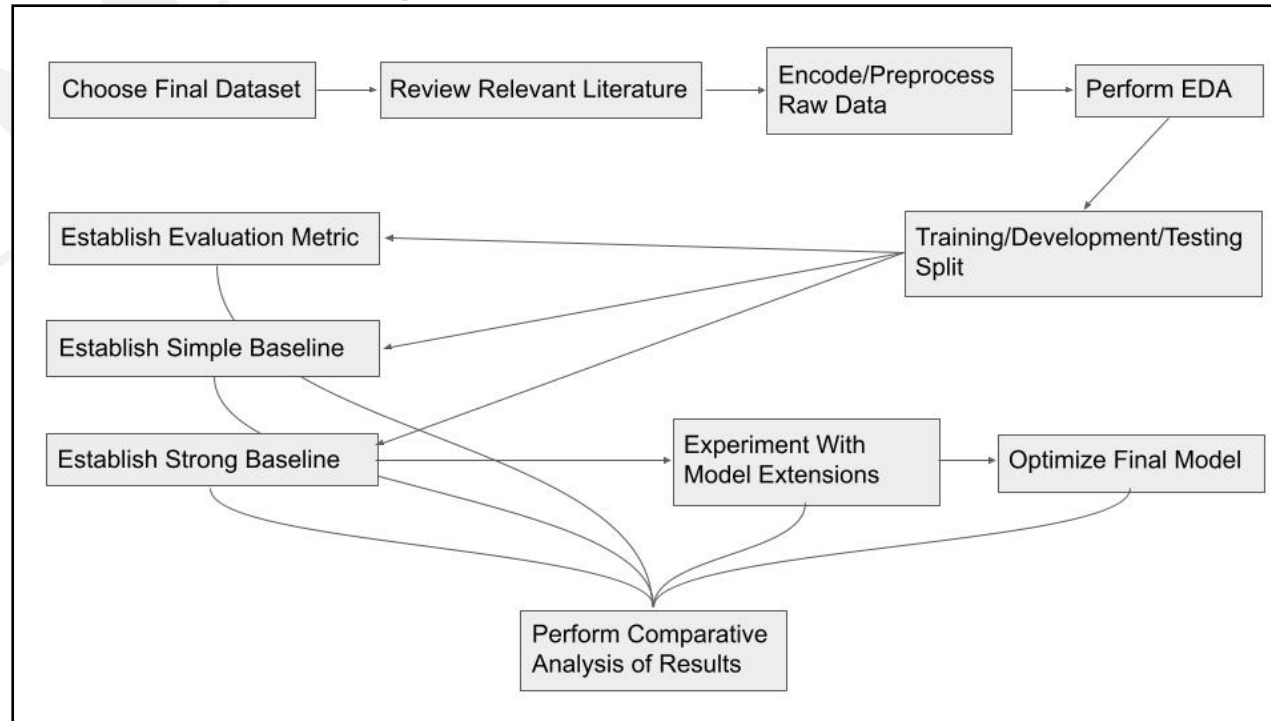 Choose Final Dataset
Review Relevant Literature
Encode/Preprocess
Raw Data
Perform EDA
Establish Evaluation Metric
Training/Development/Testing
Split
Establish Simple Baseline
Establish Strong Baseline
Experiment With
Model Extensions
Optimize Final Model
Perform Comparative
Analysis of Results